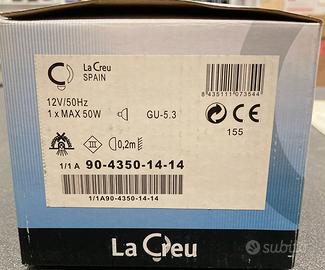 La Creu
SPAIN
8435111073544
12V/50Hz
1 x MAX 50W
GU-5.3
III
0,2m
155
1/1 A 90-4350-14-14
1/1A90-4350-14-14
La Creu
subito